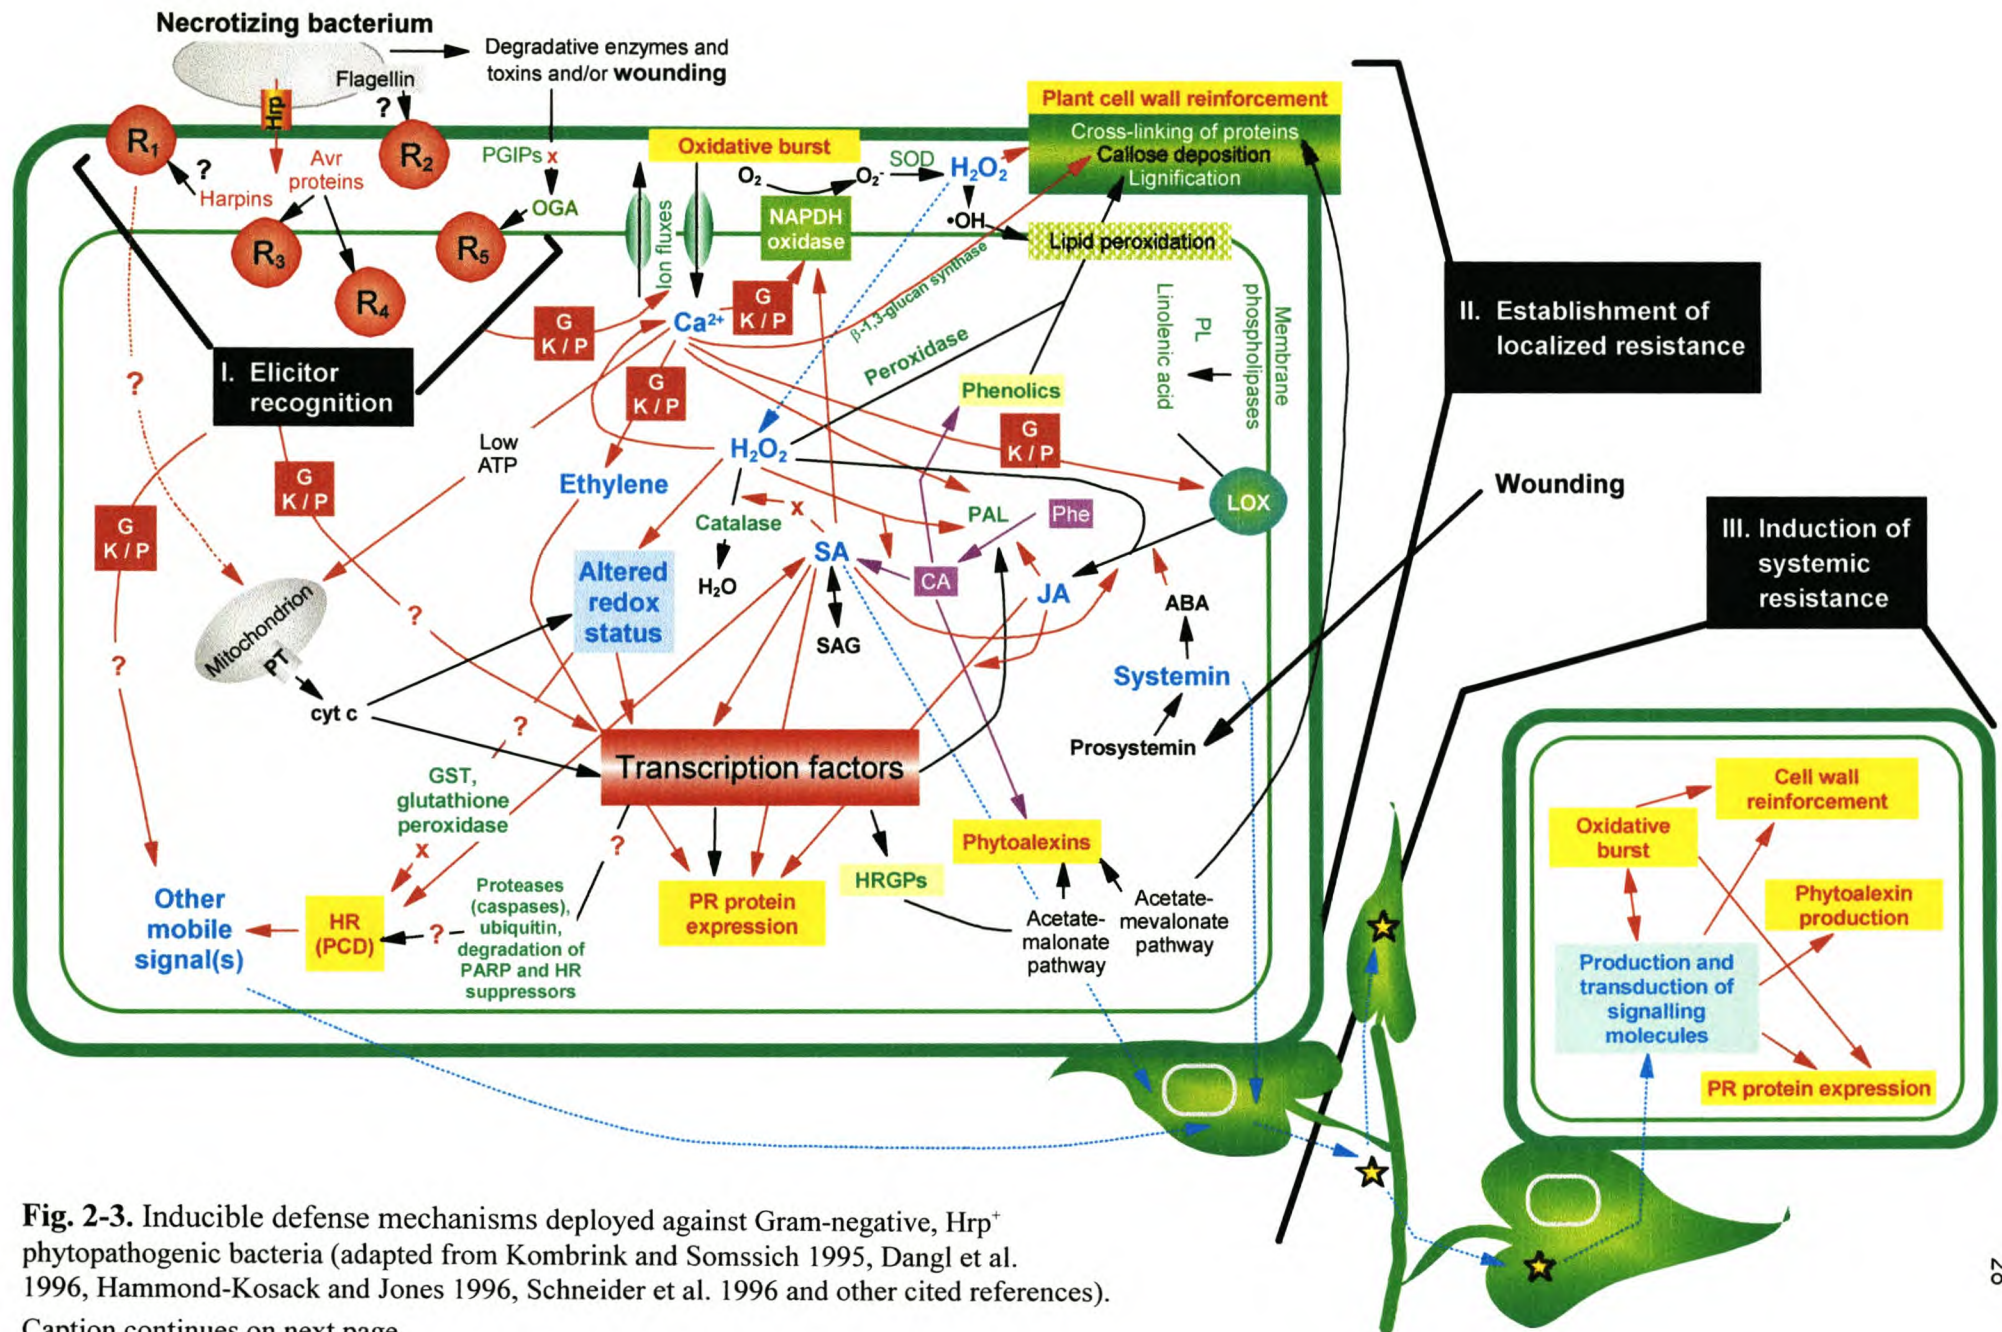 Necrotizing bacterium
Degradative enzymes and
toxins and/or wounding
Flagellin
?
Hrp
R1
?
Harpins
Avr
proteins
R2
PGIPs x
OGA
R3
R4
R5
Oxidative burst
Ion fluxes
O2
O2-
SOD
H2O2
•OH
NAPDH
oxidase
Plant cell wall reinforcement
Cross-linking of proteins
Callose deposition
Lignification
Lipid peroxidation
I. Elicitor
recognition
G
K / P
Ca2+
G
K / P
G
K / P
β-1,3-glucan synthase
Peroxidase
Phenolics
G
K / P
Linolenic acid
PL
Membrane
phospholipases
II. Establishment of
localized resistance
?
Low
ATP
G
K / P
G
K / P
Ethylene
H2O2
Catalase
x
H2O
PAL
Phe
LOX
Wounding
III. Induction of
systemic
resistance
Altered
redox
status
SA
SAG
CA
JA
ABA
Systemin
Prosystemin
Mitochondrion
PT
cyt c
?
?
?
Transcription factors
GST,
glutathione
peroxidase
x
?
Proteases
(caspases),
ubiquitin,
degradation of
PARP and HR
suppressors
?
HR
(PCD)
Other
mobile
signal(s)
PR protein
expression
HRGPs
Phytoalexins
Acetate-
malonate
pathway
Acetate-
mevalonate
pathway
Cell wall
reinforcement
Oxidative
burst
Phytoalexin
production
Production and
transduction of
signalling
molecules
PR protein expression
Fig. 2-3. Inducible defense mechanisms deployed against Gram-negative, Hrp+
phytopathogenic bacteria (adapted from Kombrink and Somssich 1995, Dangl et al.
1996, Hammond-Kosack and Jones 1996, Schneider et al. 1996 and other cited references).
Caption continues on next page